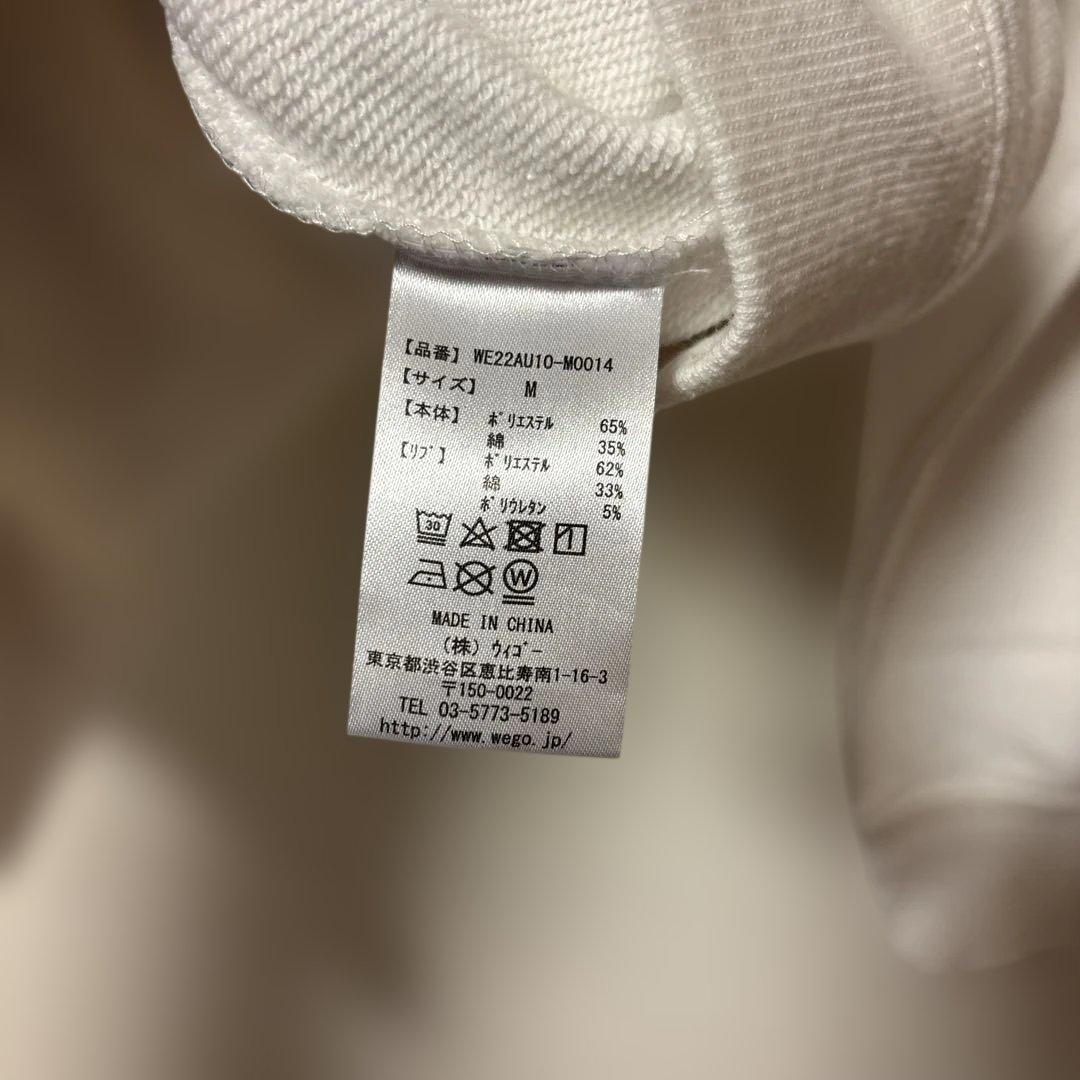 【品番】 WE22AU10-M0014
【サイズ】 M
【本体】 ポリエステル 65%
綿 35%
【リブ】 ポリエステル 62%
綿 33%
ポリウレタン 5%
30
W
MADE IN CHINA
(株) ウィゴー
東京都渋谷区恵比寿南1-16-3
〒150-0022
TEL 03-5773-5189
http://www.wego.jp/